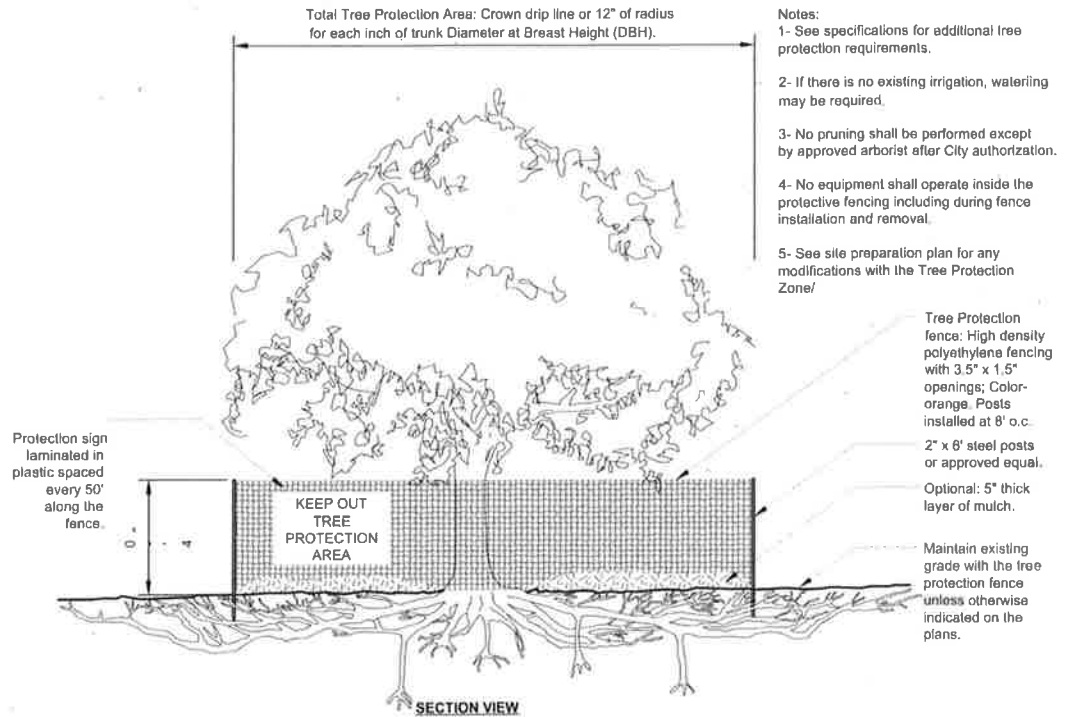 Total Tree Protection Area: Crown drip line or 12" of radius
for each inch of trunk Diameter at Breast Height (DBH).
Notes:
1- See specifications for additional tree
protection requirements.
2- If there is no existing irrigation, wateriing
may be required.
3- No pruning shall be performed except
by approved arborist after City authorization.
4- No equipment shall operate inside the
protective fencing including during fence
installation and removal.
5- See site preparation plan for any
modifications with the Tree Protection
Zone/
Tree Protection
fence: High density
polyethylene fencing
with 3.5" x 1.5"
openings; Color-
orange. Posts
installed at 8' o.c.
2" x 6' steel posts
or approved equal.
Optional: 5" thick
layer of mulch.
Maintain existing
grade with the tree
protection fence
unless otherwise
indicated on the
plans.
Protection sign
laminated in
plastic spaced
every 50'
along the
fence.
KEEP OUT
TREE
PROTECTION
AREA
4
SECTION VIEW